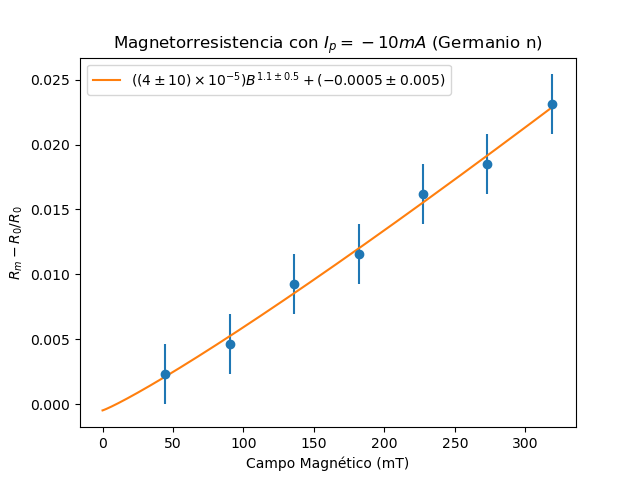 Magnetorresistencia con $I_p = -10mA$ (Germanio n)
$((4 \pm 10) \times 10^{-5})B^{1.1 \pm 0.5} + (-0.0005 \pm 0.005)$
$R_m - R_0/R_0$
0.025
0.020
0.015
0.010
0.005
0.000
0 50 100 150 200 250 300
Campo Magnético (mT)